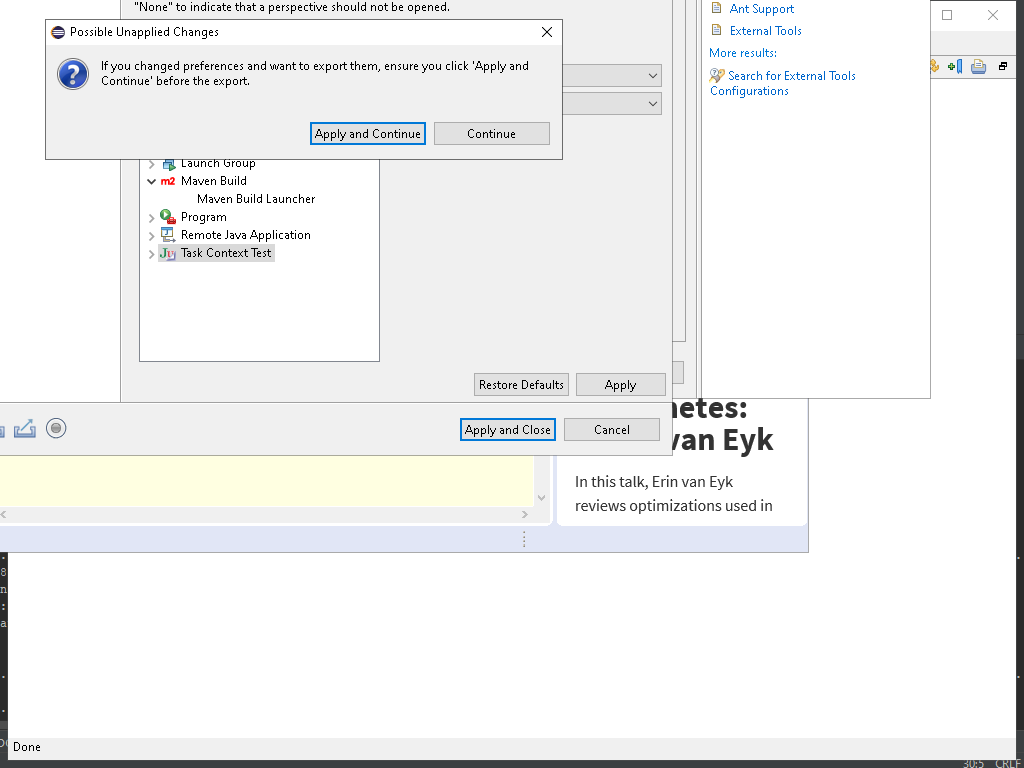 "None" to indicate that a perspective should not be opened.
Possible Unapplied Changes
If you changed preferences and want to export them, ensure you click 'Apply and
Continue' before the export.
Apply and Continue
Continue
Launch Group
m2 Maven Build
Maven Build Launcher
Program
Remote Java Application
Task Context Test
Restore Defaults
Apply
Apply and Close
Cancel
Ant Support
External Tools
More results:
Search for External Tools
Configurations
netes:
van Eyk
In this talk, Erin van Eyk
reviews optimizations used in
Done
30:5 CRLF